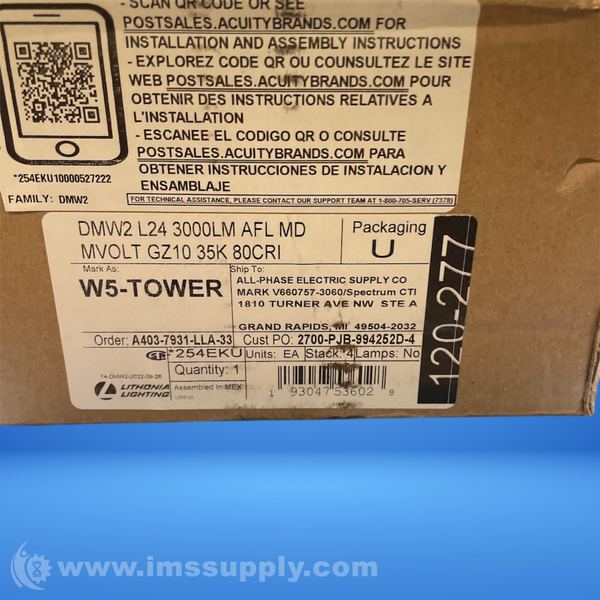 - SCAN QR CODE OR SEE
POSTSALES.ACUITYBRANDS.COM FOR
INSTALLATION AND ASSEMBLY INSTRUCTIONS
- EXPLOREZ CODE QR OU COUNSULTEZ LE SITE
WEB POSTSALES.ACUITYBRANDS.COM POUR
OBTENIR DES INSTRUCTIONS RELATIVES A
L'INSTALLATION
- ESCANEE EL CODIGO QR O CONSULTE
POSTSALES.ACUITYBRANDS.COM PARA
OBTENER INSTRUCCIONES DE INSTALACION Y
ENSAMBLAJE
*254EKU10000527222
FAMILY: DMW2
FOR TECHNICAL ASSISTANCE, PLEASE CONTACT OUR SUPPORT TEAM AT 1-800-705-SERV (7378)
DMW2 L24 3000LM AFL MD
MVOLT GZ10 35K 80CRI
Packaging
U
Mark As:
W5-TOWER
Ship To:
ALL-PHASE ELECTRIC SUPPLY CO
MARK V660757-3060/Spectrum CTI
1810 TURNER AVE NW STE A
GRAND RAPIDS, MI 49504-2032
Order: A403-7931-LLA-33
Cust PO: 2700-PJB-994252D-4
*254EKU
Units: EA
Stack: 4
Lamps: No
Quantity: 1
Assembled In: MEX
LITHONIA
LIGHTING
1 93047 53602 8
120-277
www.imssupply.com